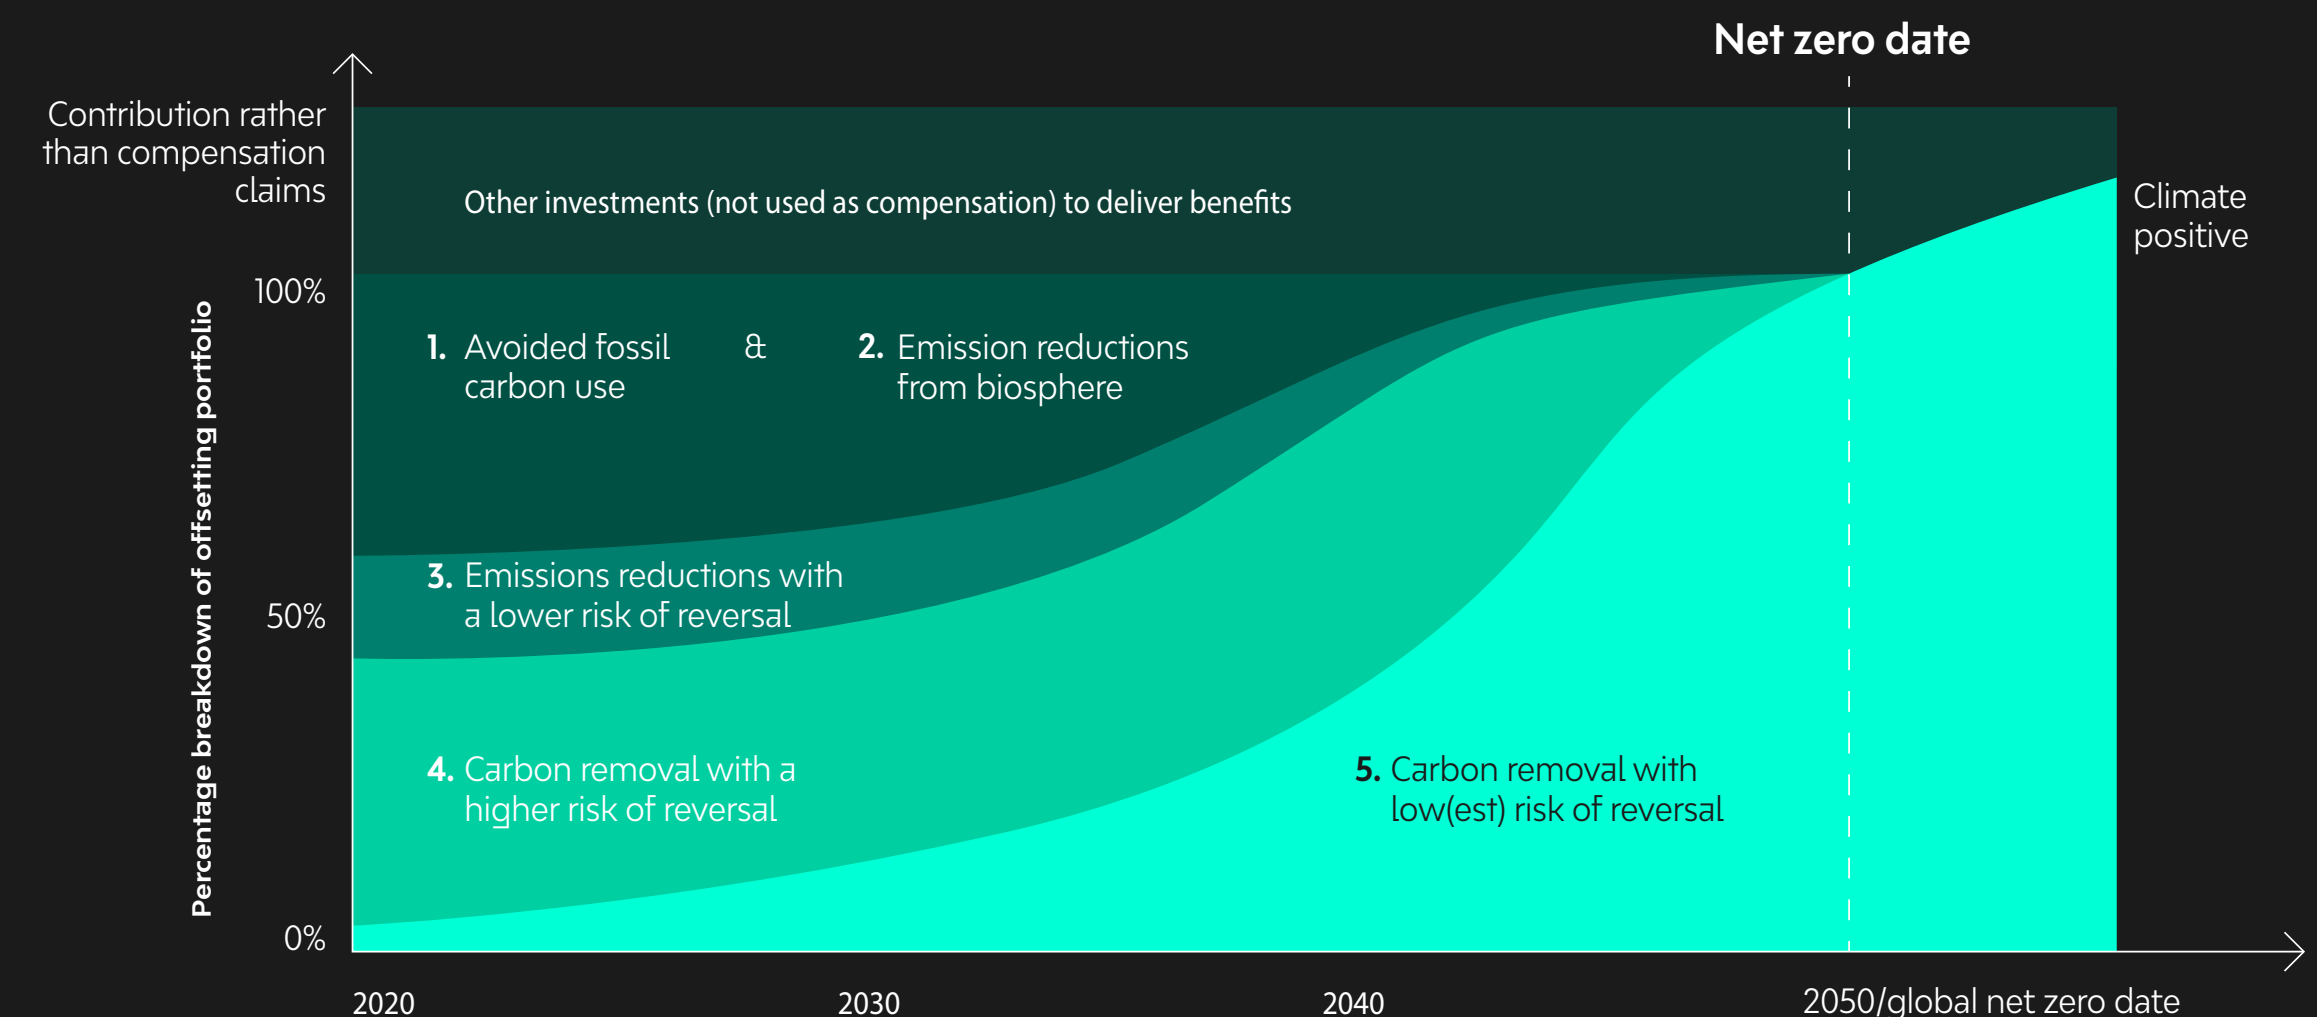 Net zero date
Contribution rather
than compensation
claims
Other investments (not used as compensation) to deliver benefits
Climate
positive
100%
1. Avoided fossil
carbon use
&
2. Emission reductions
from biosphere
Percentage breakdown of offsetting portfolio
3. Emissions reductions with
a lower risk of reversal
50%
4. Carbon removal with a
higher risk of reversal
5. Carbon removal with
low(est) risk of reversal
0%
2020
2030
2040
2050/global net zero date